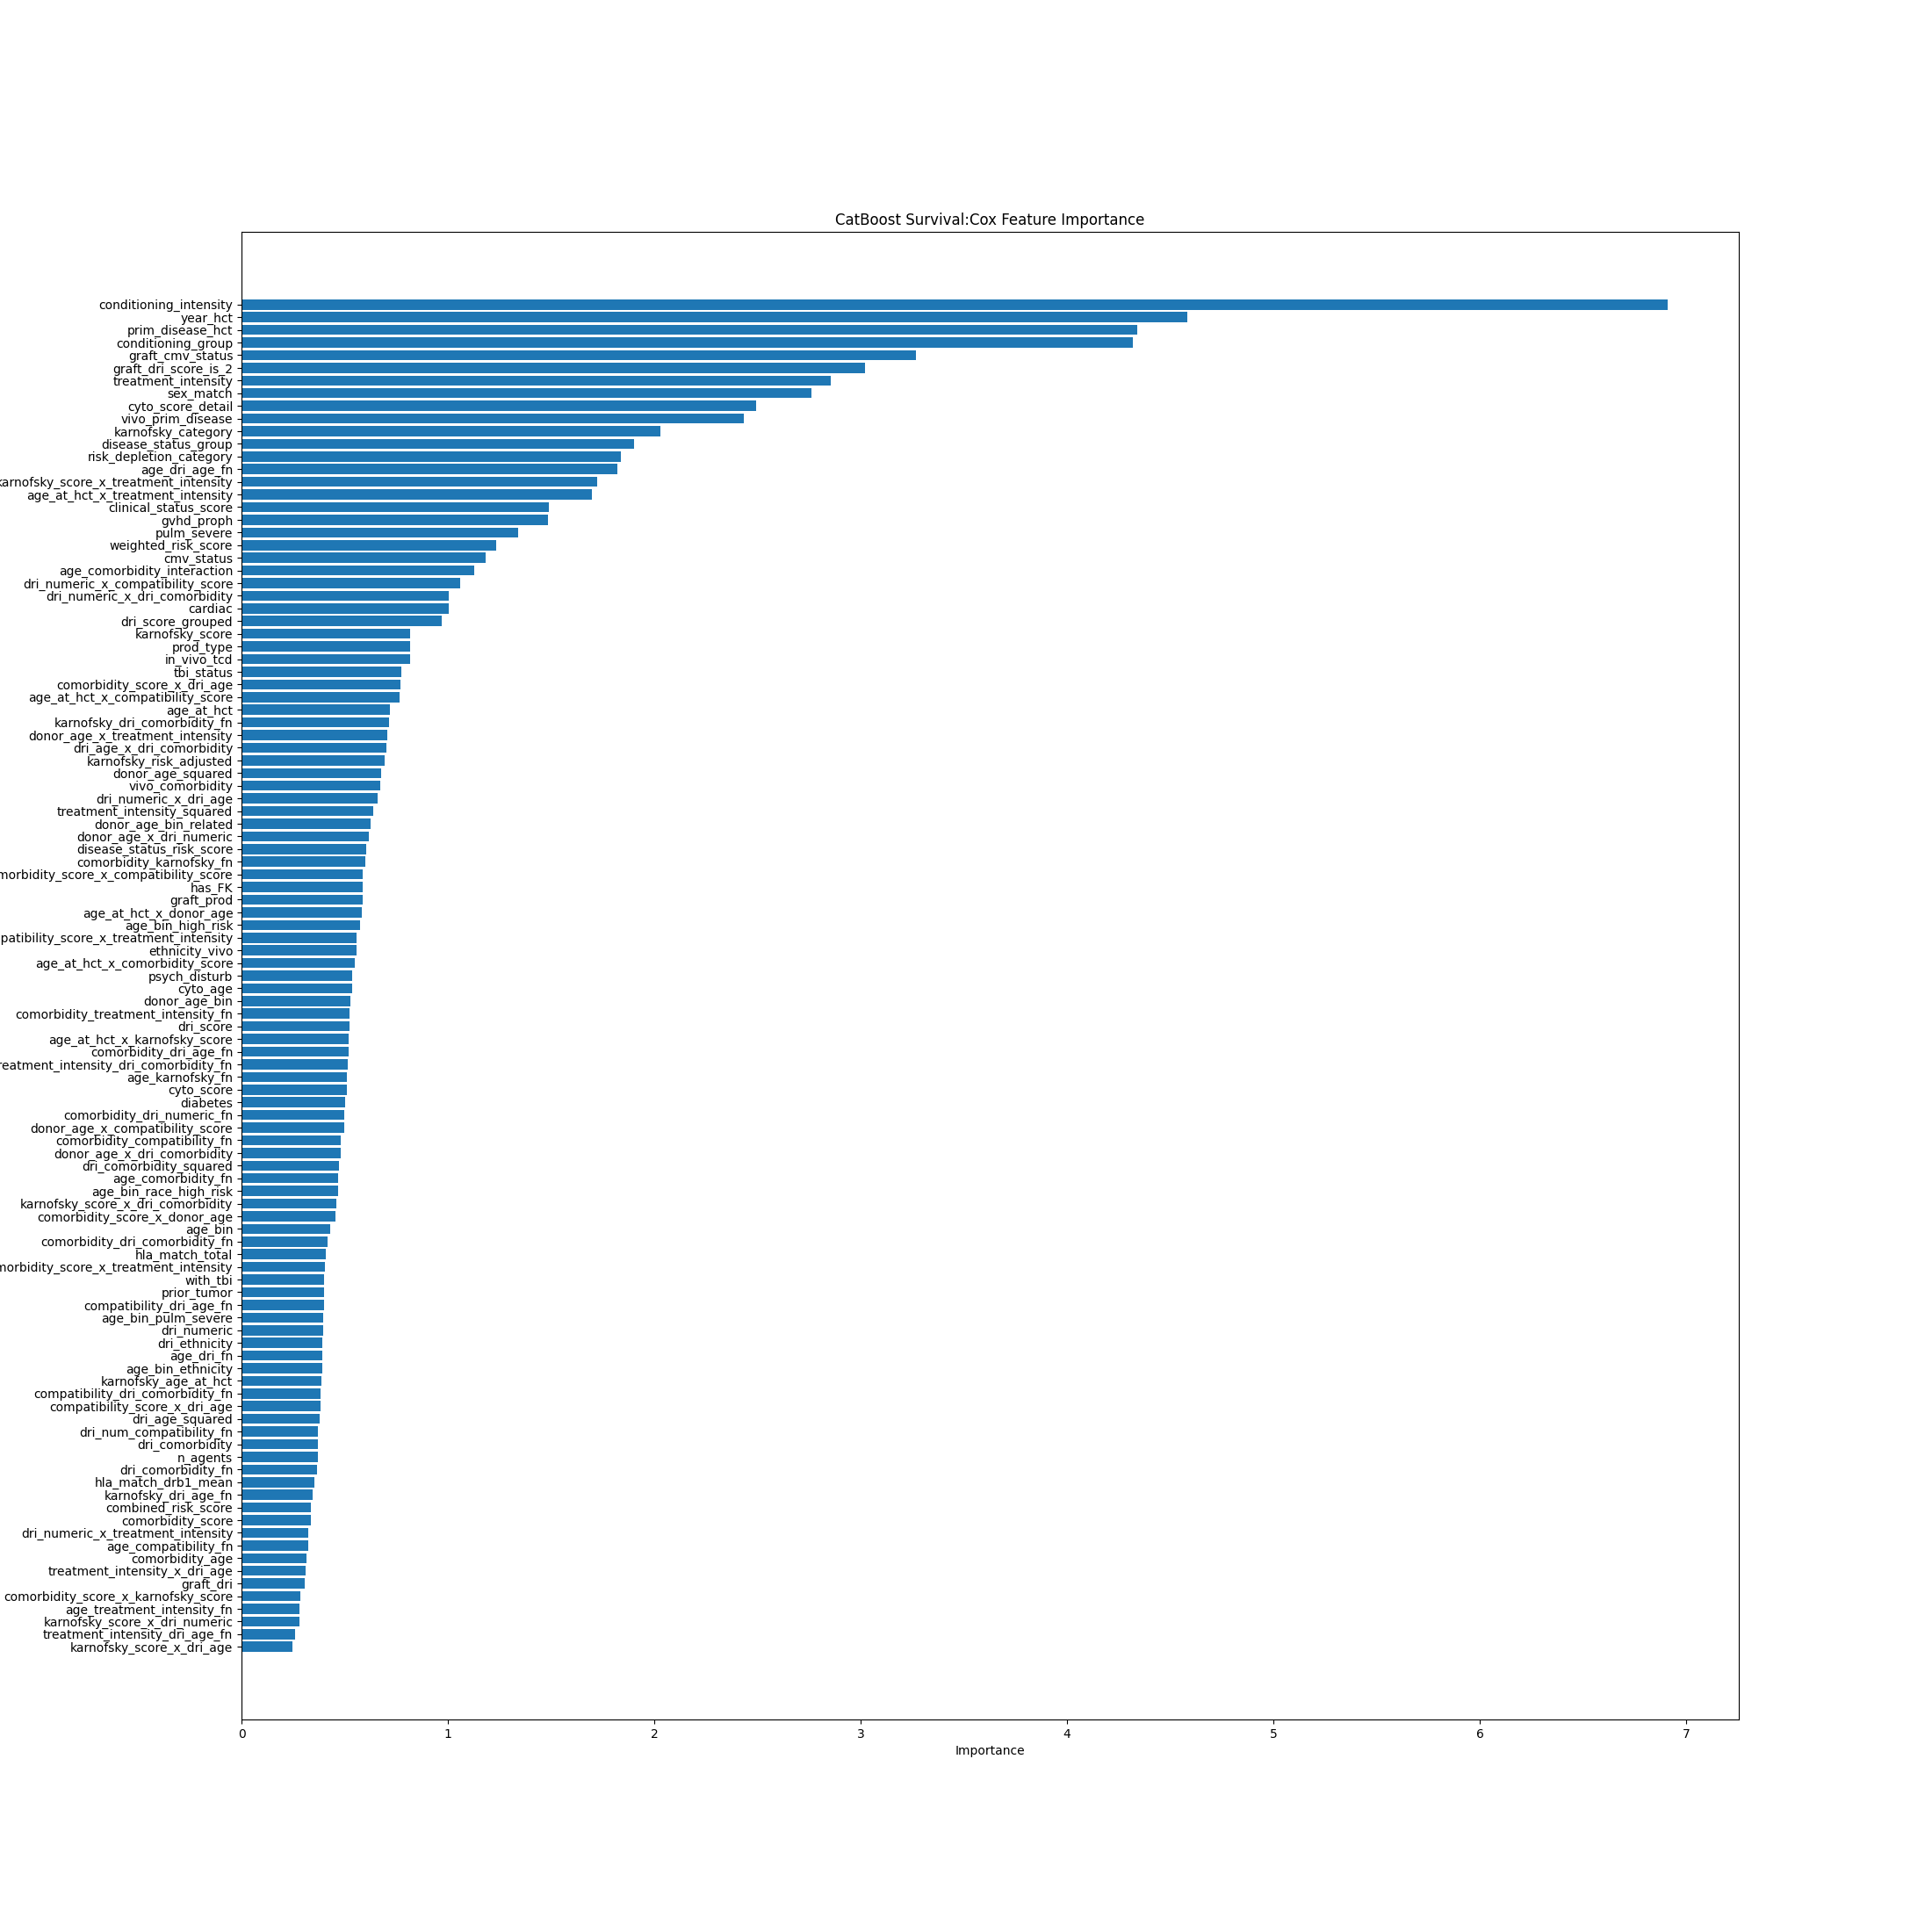 CatBoost Survival:Cox Feature Importance
conditioning_intensity
year_hct
prim_disease_hct
conditioning_group
graft_cmv_status
graft_dri_score_is_2
treatment_intensity
sex_match
cyto_score_detail
vivo_prim_disease
karnofsky_category
disease_status_group
risk_depletion_category
age_dri_age_fn
karnofsky_score_x_treatment_intensity
age_at_hct_x_treatment_intensity
clinical_status_score
gvhd_proph
pulm_severe
weighted_risk_score
cmv_status
age_comorbidity_interaction
dri_numeric_x_compatibility_score
dri_numeric_x_dri_comorbidity
cardiac
dri_score_grouped
karnofsky_score
prod_type
in_vivo_tcd
tbi_status
comorbidity_score_x_dri_age
age_at_hct_x_compatibility_score
age_at_hct
karnofsky_dri_comorbidity_fn
donor_age_x_treatment_intensity
dri_age_x_dri_comorbidity
karnofsky_risk_adjusted
donor_age_squared
vivo_comorbidity
dri_numeric_x_dri_age
treatment_intensity_squared
donor_age_bin_related
donor_age_x_dri_numeric
disease_status_risk_score
comorbidity_karnofsky_fn
morbidity_score_x_compatibility_score
has_FK
graft_prod
age_at_hct_x_donor_age
age_bin_high_risk
patibility_score_x_treatment_intensity
ethnicity_vivo
age_at_hct_x_comorbidity_score
psych_disturb
cyto_age
donor_age_bin
comorbidity_treatment_intensity_fn
dri_score
age_at_hct_x_karnofsky_score
comorbidity_dri_age_fn
reatment_intensity_dri_comorbidity_fn
age_karnofsky_fn
cyto_score
diabetes
comorbidity_dri_numeric_fn
donor_age_x_compatibility_score
comorbidity_compatibility_fn
donor_age_x_dri_comorbidity
dri_comorbidity_squared
age_comorbidity_fn
age_bin_race_high_risk
karnofsky_score_x_dri_comorbidity
comorbidity_score_x_donor_age
age_bin
comorbidity_dri_comorbidity_fn
hla_match_total
morbidity_score_x_treatment_intensity
with_tbi
prior_tumor
compatibility_dri_age_fn
age_bin_pulm_severe
dri_numeric
dri_ethnicity
age_dri_fn
age_bin_ethnicity
karnofsky_age_at_hct
compatibility_dri_comorbidity_fn
compatibility_score_x_dri_age
dri_age_squared
dri_num_compatibility_fn
dri_comorbidity
n_agents
dri_comorbidity_fn
hla_match_drb1_mean
karnofsky_dri_age_fn
combined_risk_score
comorbidity_score
dri_numeric_x_treatment_intensity
age_compatibility_fn
comorbidity_age
treatment_intensity_x_dri_age
graft_dri
comorbidity_score_x_karnofsky_score
age_treatment_intensity_fn
karnofsky_score_x_dri_numeric
treatment_intensity_dri_age_fn
karnofsky_score_x_dri_age
0 1 2 3 4 5 6 7
Importance